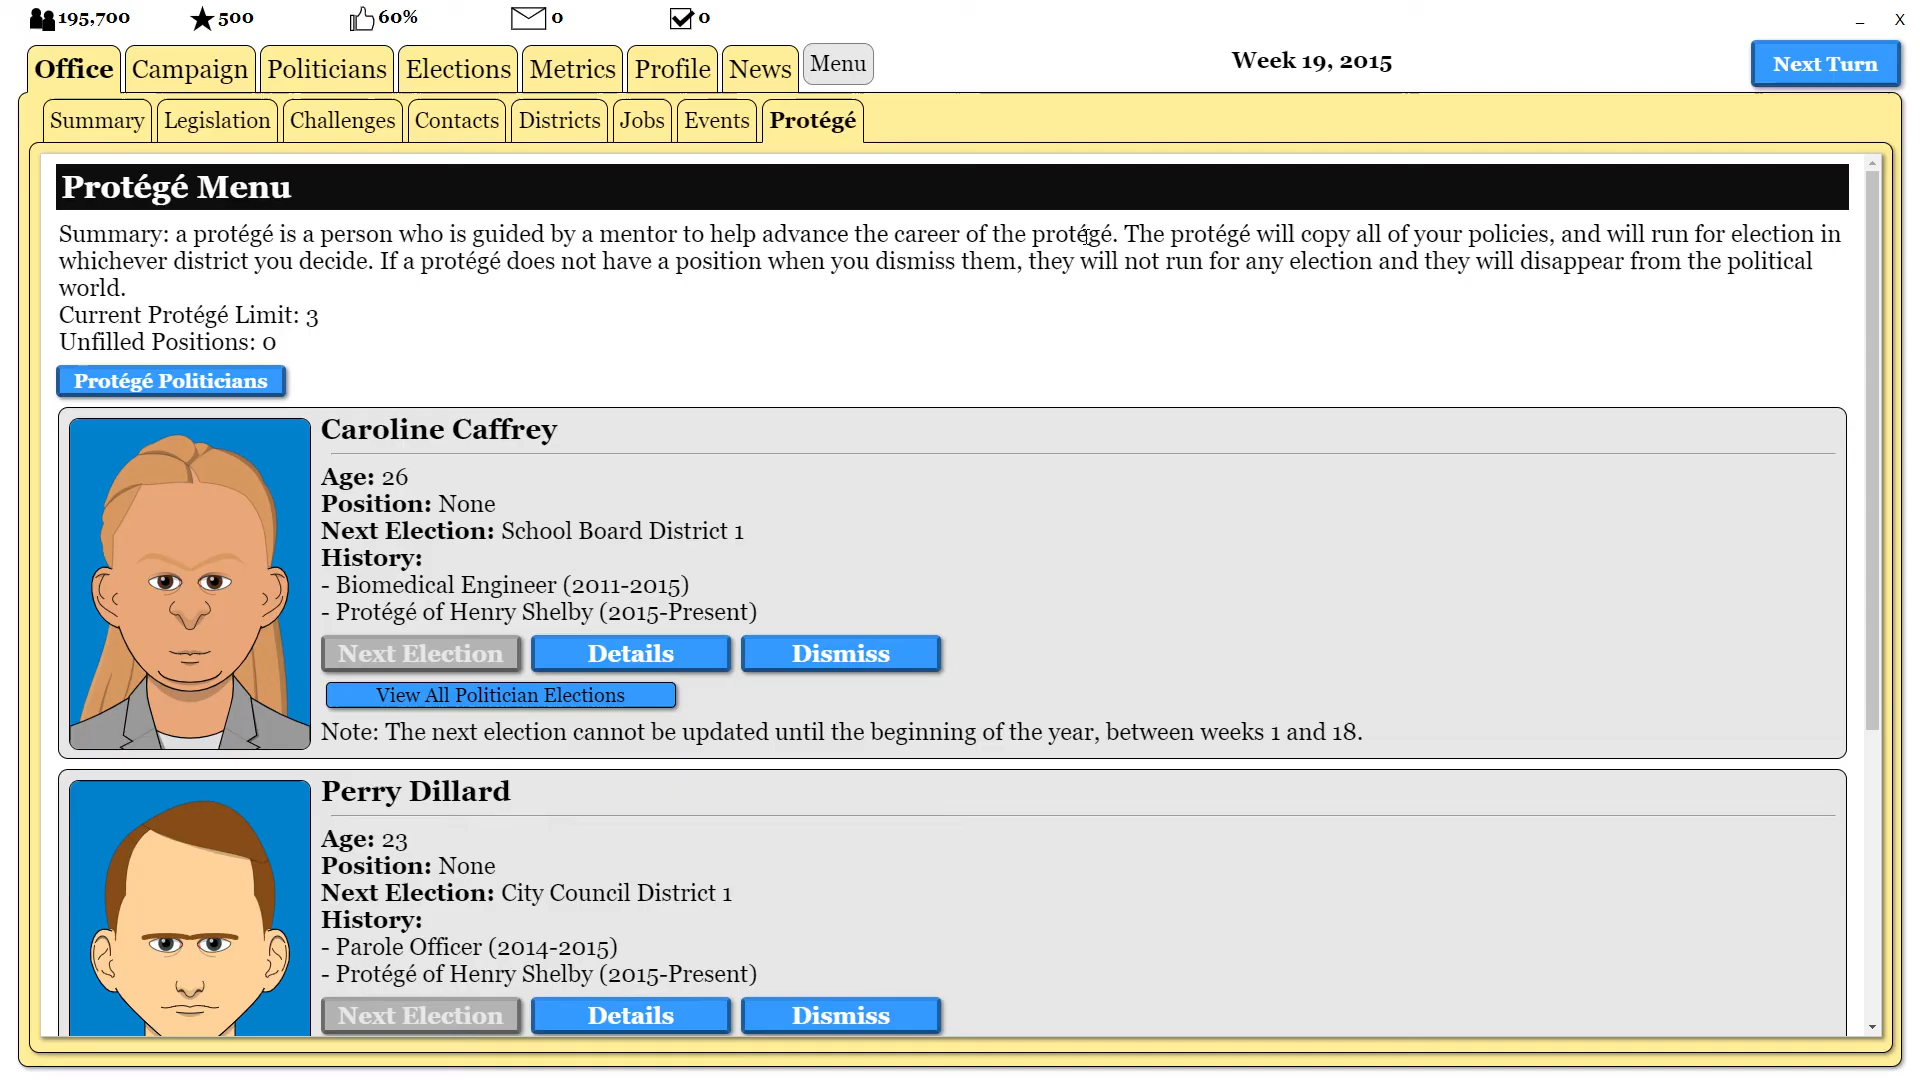 195,700 500 60% 0 0 _ X
Office Campaign Politicians Elections Metrics Profile News Menu Week 19, 2015 Next Turn
Summary Legislation Challenges Contacts Districts Jobs Events Protégé
Protégé Menu
Summary: a protégé is a person who is guided by a mentor to help advance the career of the protégé. The protégé will copy all of your policies, and will run for election in
whichever district you decide. If a protégé does not have a position when you dismiss them, they will not run for any election and they will disappear from the political
world.
Current Protégé Limit: 3
Unfilled Positions: 0
Protégé Politicians
Caroline Caffrey
Age: 26
Position: None
Next Election: School Board District 1
History:
- Biomedical Engineer (2011-2015)
- Protégé of Henry Shelby (2015-Present)
Next Election Details Dismiss
View All Politician Elections
Note: The next election cannot be updated until the beginning of the year, between weeks 1 and 18.
Perry Dillard
Age: 23
Position: None
Next Election: City Council District 1
History:
- Parole Officer (2014-2015)
- Protégé of Henry Shelby (2015-Present)
Next Election Details Dismiss